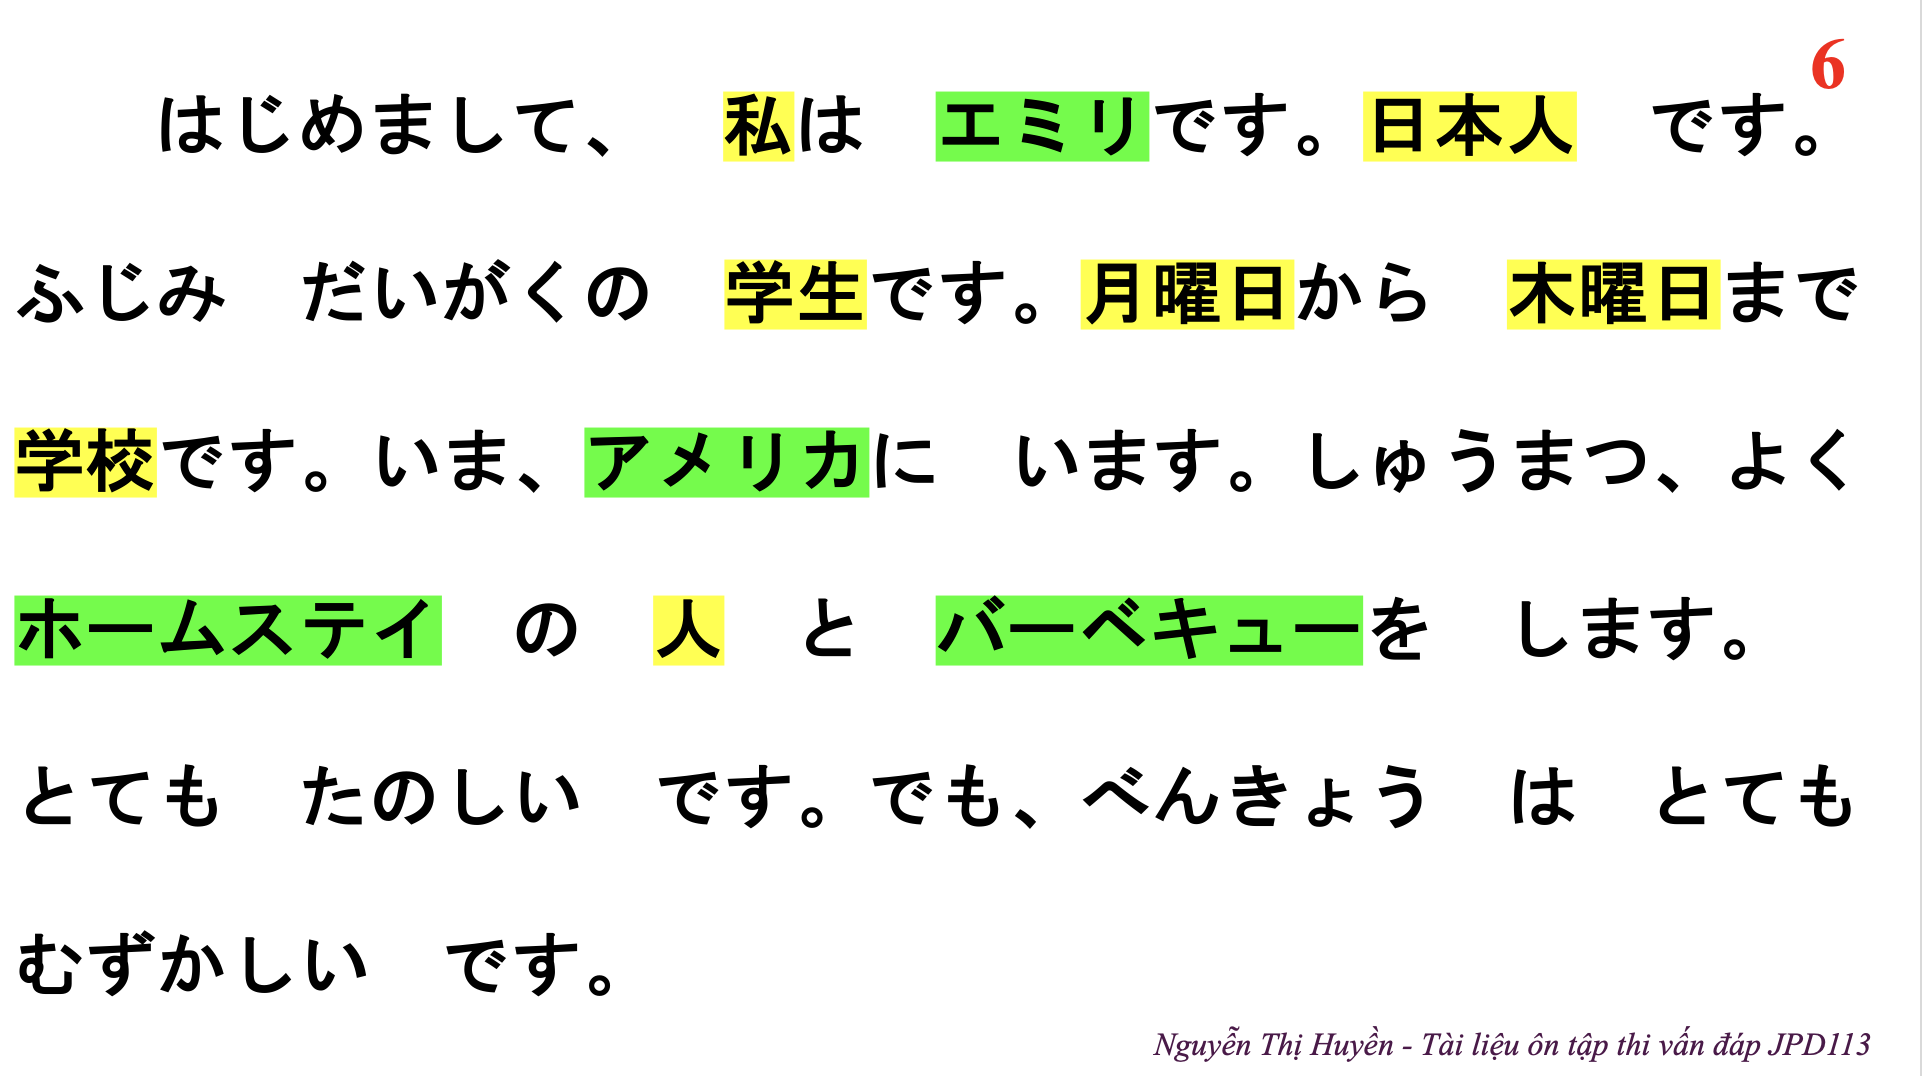 6
はじめまして、　私は　エミリです。日本人　です。
ふじみ　だいがくの　学生です。月曜日から　木曜日まで
学校です。いま、アメリカに　います。しゅうまつ、よく
ホームステイ　の　人　と　バーベキューを　します。
とても　たのしい　です。でも、べんきょう　は　とても
むずかしい　です。
Nguyễn Thị Huyền - Tài liệu ôn tập thi vấn đáp JPD113